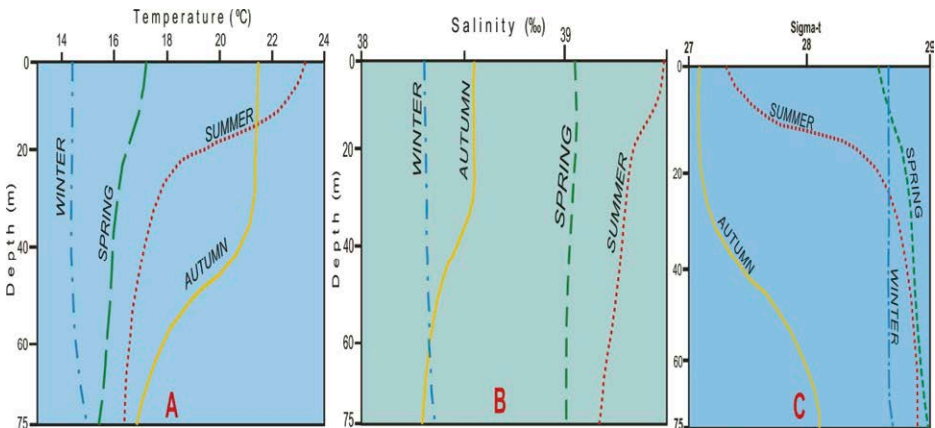 Temperature (ºC)
14 16 18 20 22 24
0
20
40
60
75
Depth (m)
WINTER
SPRING
SUMMER
AUTUMN
A
Salinity (‰)
38 39
0
20
40
60
75
Depth (m)
WINTER
AUTUMN
SPRING
SUMMER
B
Sigma-t
27 28 29
0
20
40
60
75
SUMMER
SPRING
AUTUMN
WINTER
C